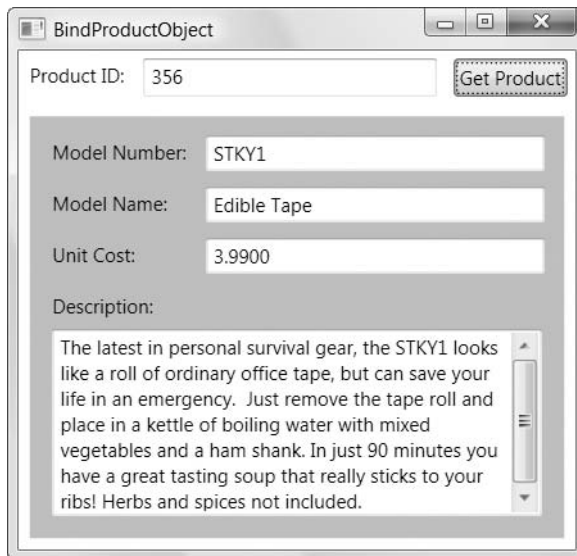 BindProductObject
Product ID: 356 Get Product
Model Number: STKY1
Model Name: Edible Tape
Unit Cost: 3.9900
Description:
The latest in personal survival gear, the STKY1 looks
like a roll of ordinary office tape, but can save your
life in an emergency.  Just remove the tape roll and
place in a kettle of boiling water with mixed
vegetables and a ham shank. In just 90 minutes you
have a great tasting soup that really sticks to your
ribs! Herbs and spices not included.